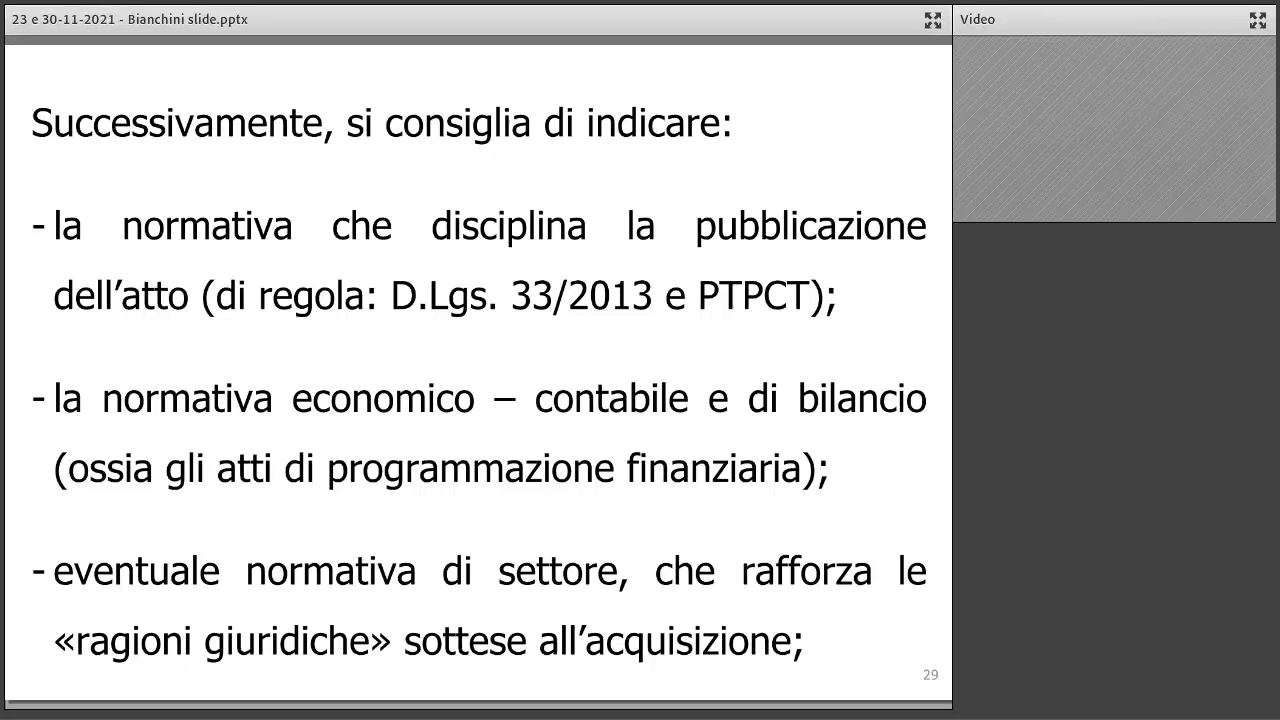 23 e 30-11-2021 - Bianchini slide.pptx
Video
Successivamente, si consiglia di indicare:
- la normativa che disciplina la pubblicazione
dell’atto (di regola: D.Lgs. 33/2013 e PTPCT);
- la normativa economico – contabile e di bilancio
(ossia gli atti di programmazione finanziaria);
- eventuale normativa di settore, che rafforza le
«ragioni giuridiche» sottese all’acquisizione;
29